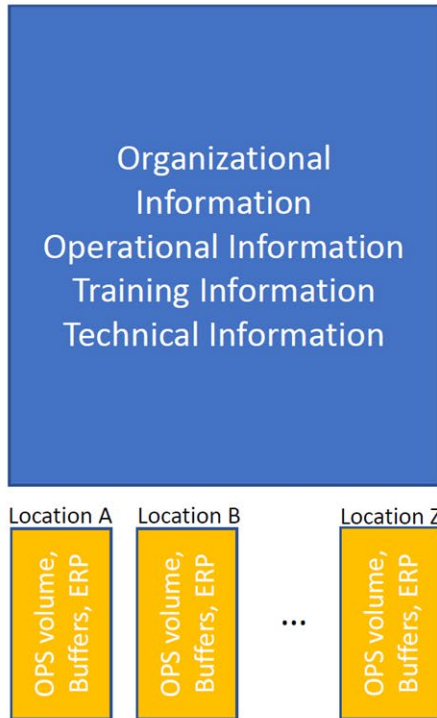 Organizational
Information
Operational Information
Training Information
Technical Information
Location A
Location B
Location Z
OPS volume,
Buffers, ERP
OPS volume,
Buffers, ERP
...
OPS volume,
Buffers, ERP